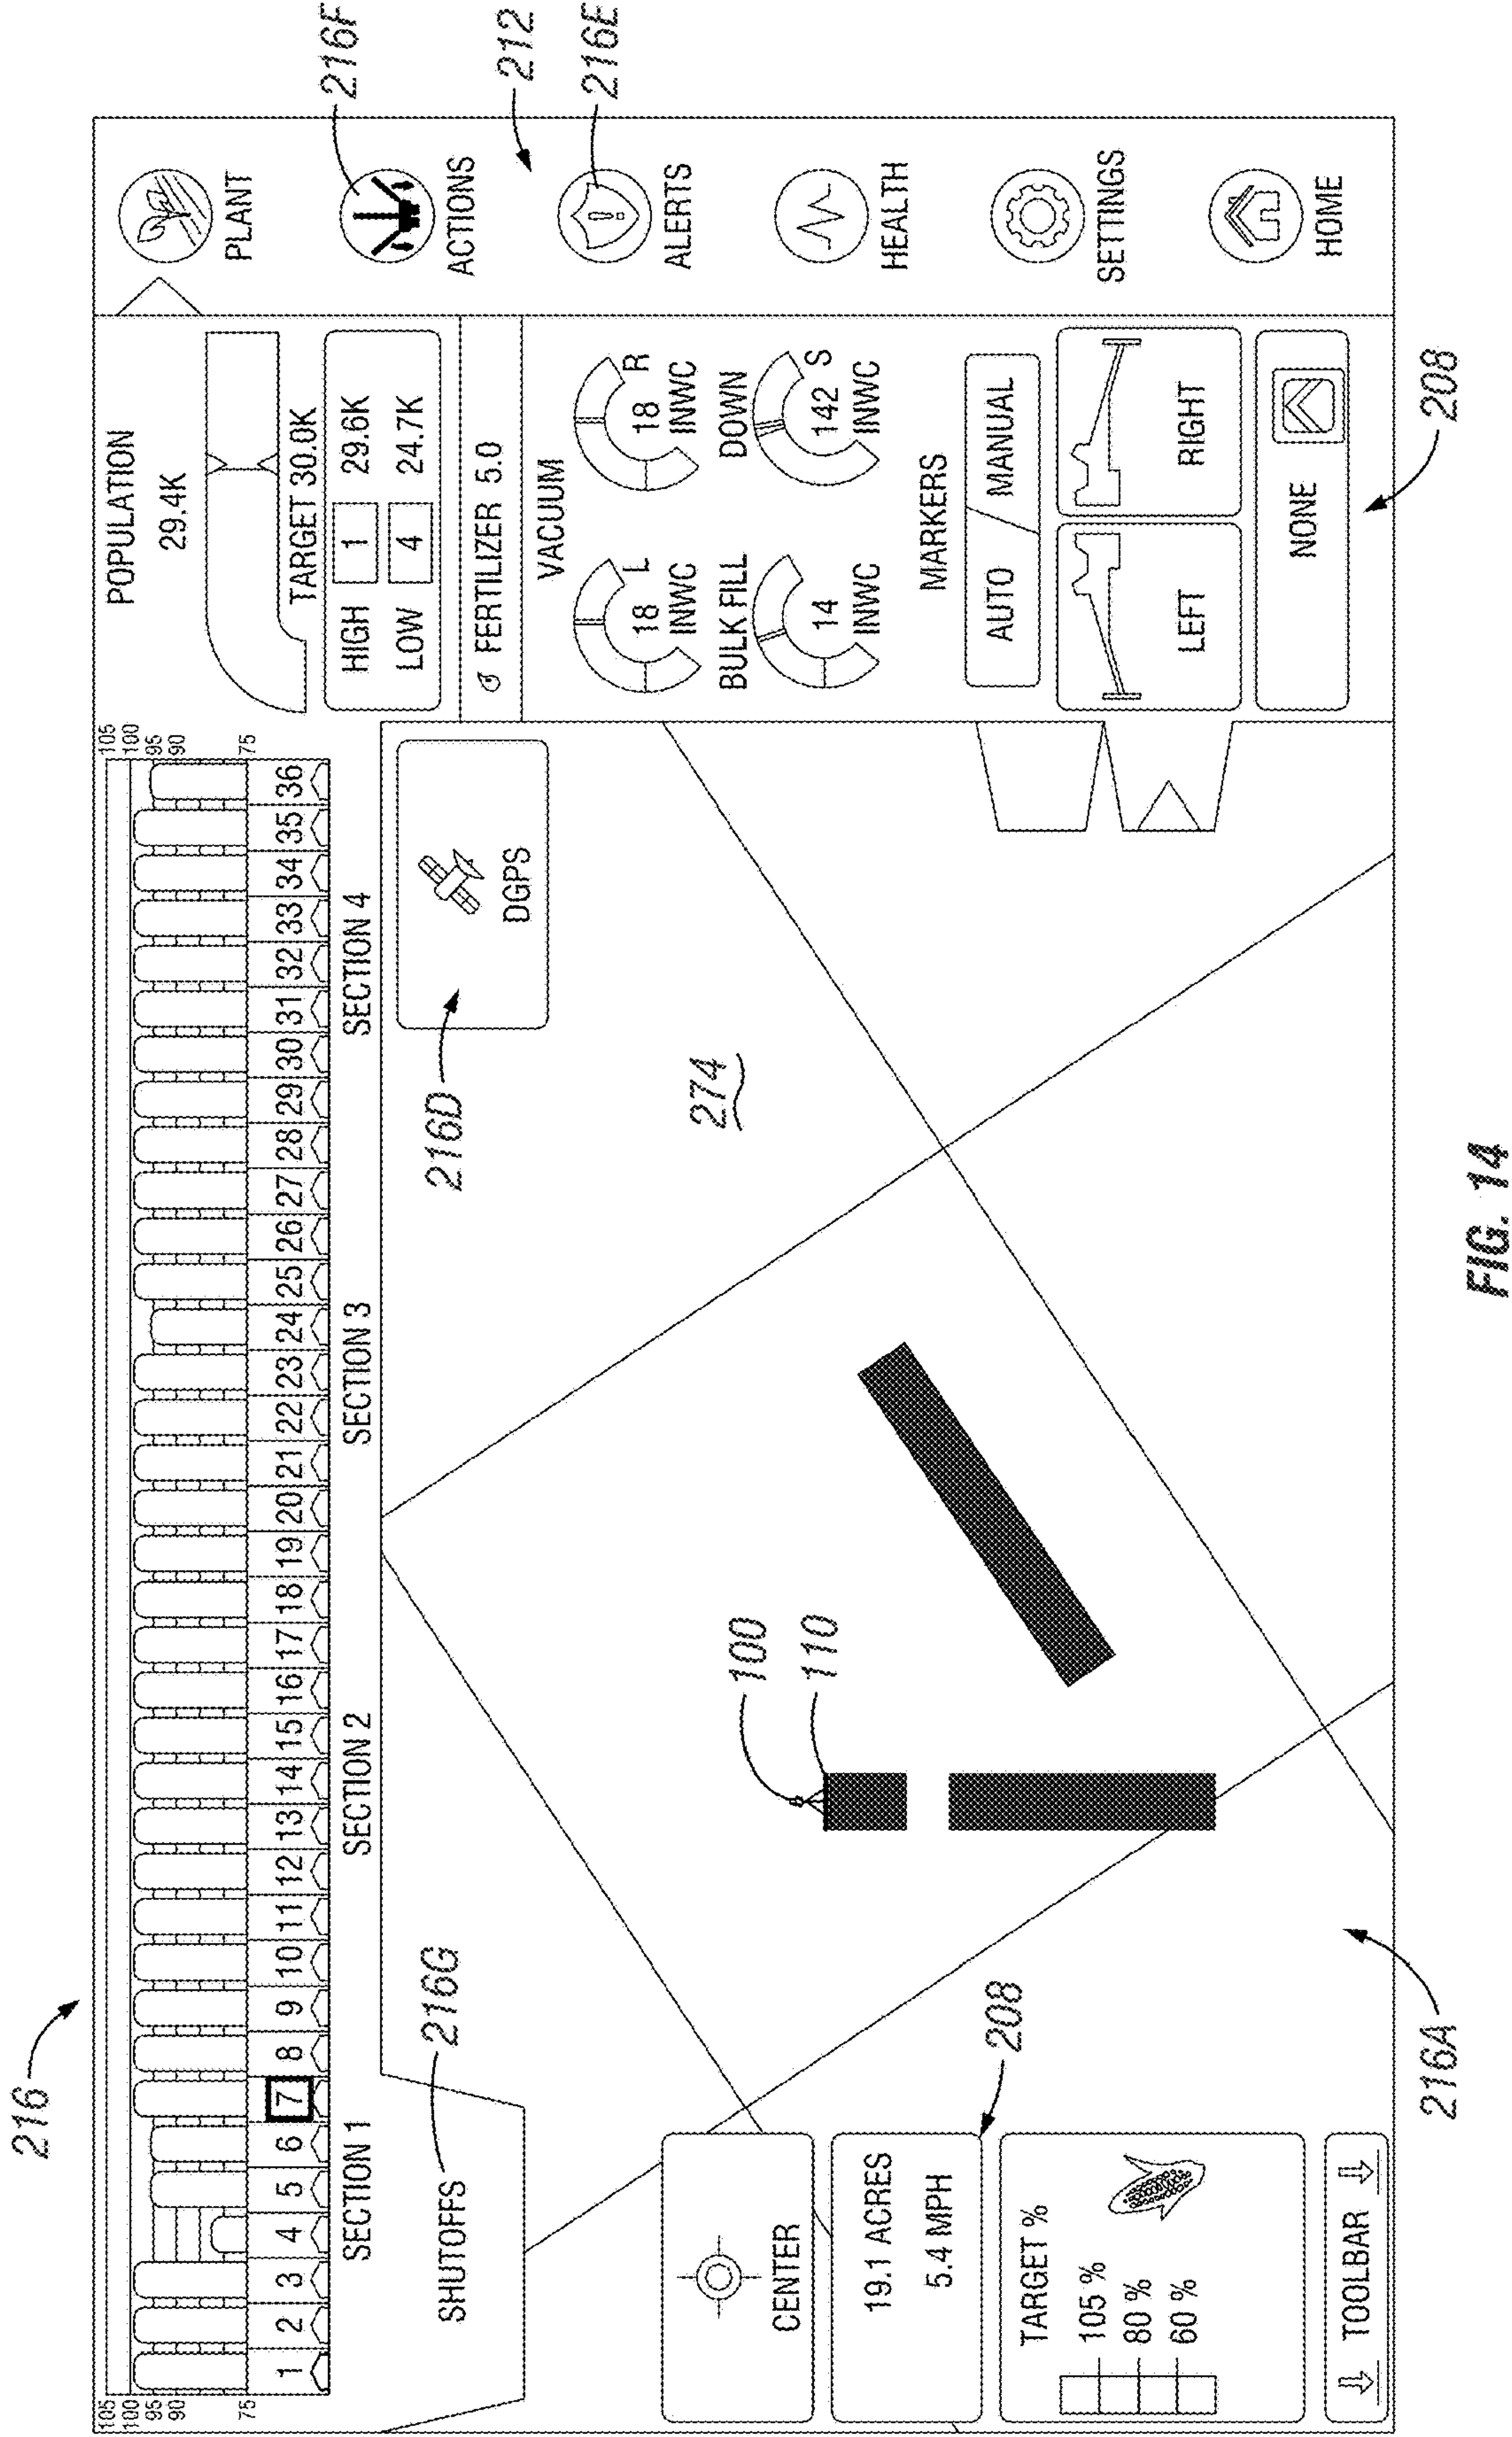 216
105
100
95
90
75
105
100
95
90
75
1 2 3 4 5 6 7 8 9 10 11 12 13 14 15 16 17 18 19 20 21 22 23 24 25 26 27 28 29 30 31 32 33 34 35 36
SECTION 1 SECTION 2 SECTION 3 SECTION 4
SHUTOFFS
216G
216D
DGPS
274
100
110
CENTER
19.1 ACRES
5.4 MPH
208
TARGET %
105 %
80 %
60 %
TOOLBAR
216A
POPULATION
29.4K
TARGET 30.0K
HIGH 1 29.6K
LOW 4 24.7K
FERTILIZER 5.0
VACUUM
18 L
INWC
18 R
INWC
BULK FILL DOWN
14
INWC
142 S
INWC
MARKERS
AUTO MANUAL
LEFT RIGHT
NONE
208
PLANT
216F
ACTIONS
212
216E
ALERTS
HEALTH
SETTINGS
HOME
FIG. 14